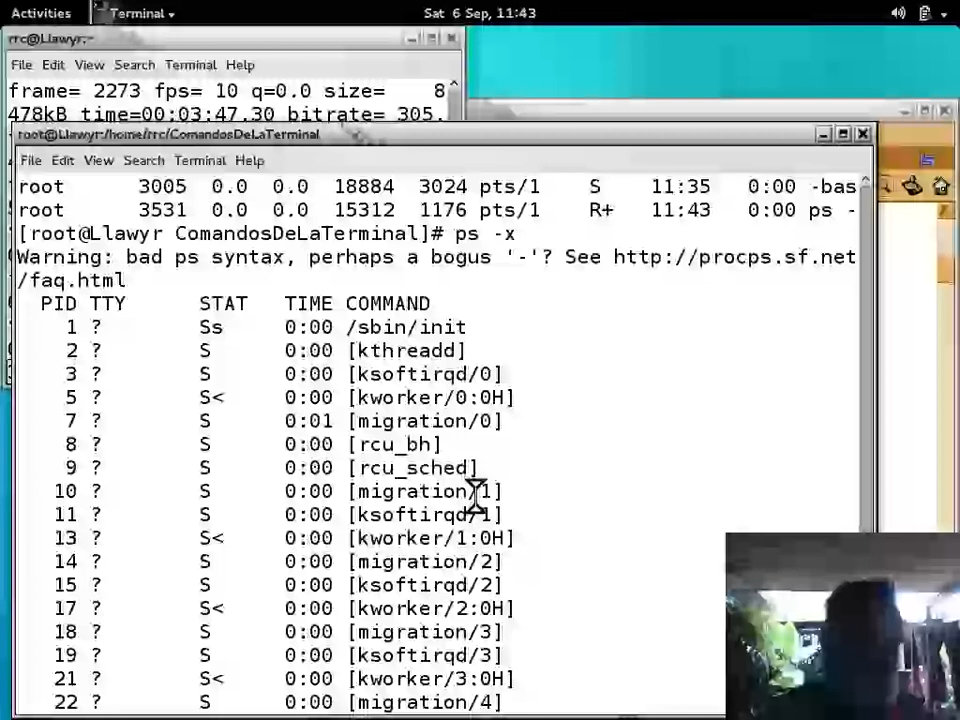 Activities
Terminal
Sat 6 Sep, 11:43
rrc@Llawyr:~
File Edit View Search Terminal Help
frame= 2273 fps= 10 q=0.0 size=    8
478kB time=00:03:47.30 bitrate= 305.
root@Llawyr:/home/rrc/ComandosDeLaTerminal
File Edit View Search Terminal Help
root      3005  0.0  0.0  18884  3024 pts/1    S    11:35   0:00 -bas
root      3531  0.0  0.0  15312  1176 pts/1    R+   11:43   0:00 ps -
[root@Llawyr ComandosDeLaTerminal]# ps -x
Warning: bad ps syntax, perhaps a bogus '-'? See http://procps.sf.net
/faq.html
PID TTY      STAT   TIME COMMAND
1 ?        Ss     0:00 /sbin/init
2 ?        S      0:00 [kthreadd]
3 ?        S      0:00 [ksoftirqd/0]
5 ?        S<     0:00 [kworker/0:0H]
7 ?        S      0:01 [migration/0]
8 ?        S      0:00 [rcu_bh]
9 ?        S      0:00 [rcu_sched]
10 ?        S      0:00 [migration/1]
11 ?        S      0:00 [ksoftirqd/1]
13 ?        S<     0:00 [kworker/1:0H]
14 ?        S      0:00 [migration/2]
15 ?        S      0:00 [ksoftirqd/2]
17 ?        S<     0:00 [kworker/2:0H]
18 ?        S      0:00 [migration/3]
19 ?        S      0:00 [ksoftirqd/3]
21 ?        S<     0:00 [kworker/3:0H]
22 ?        S      0:00 [migration/4]